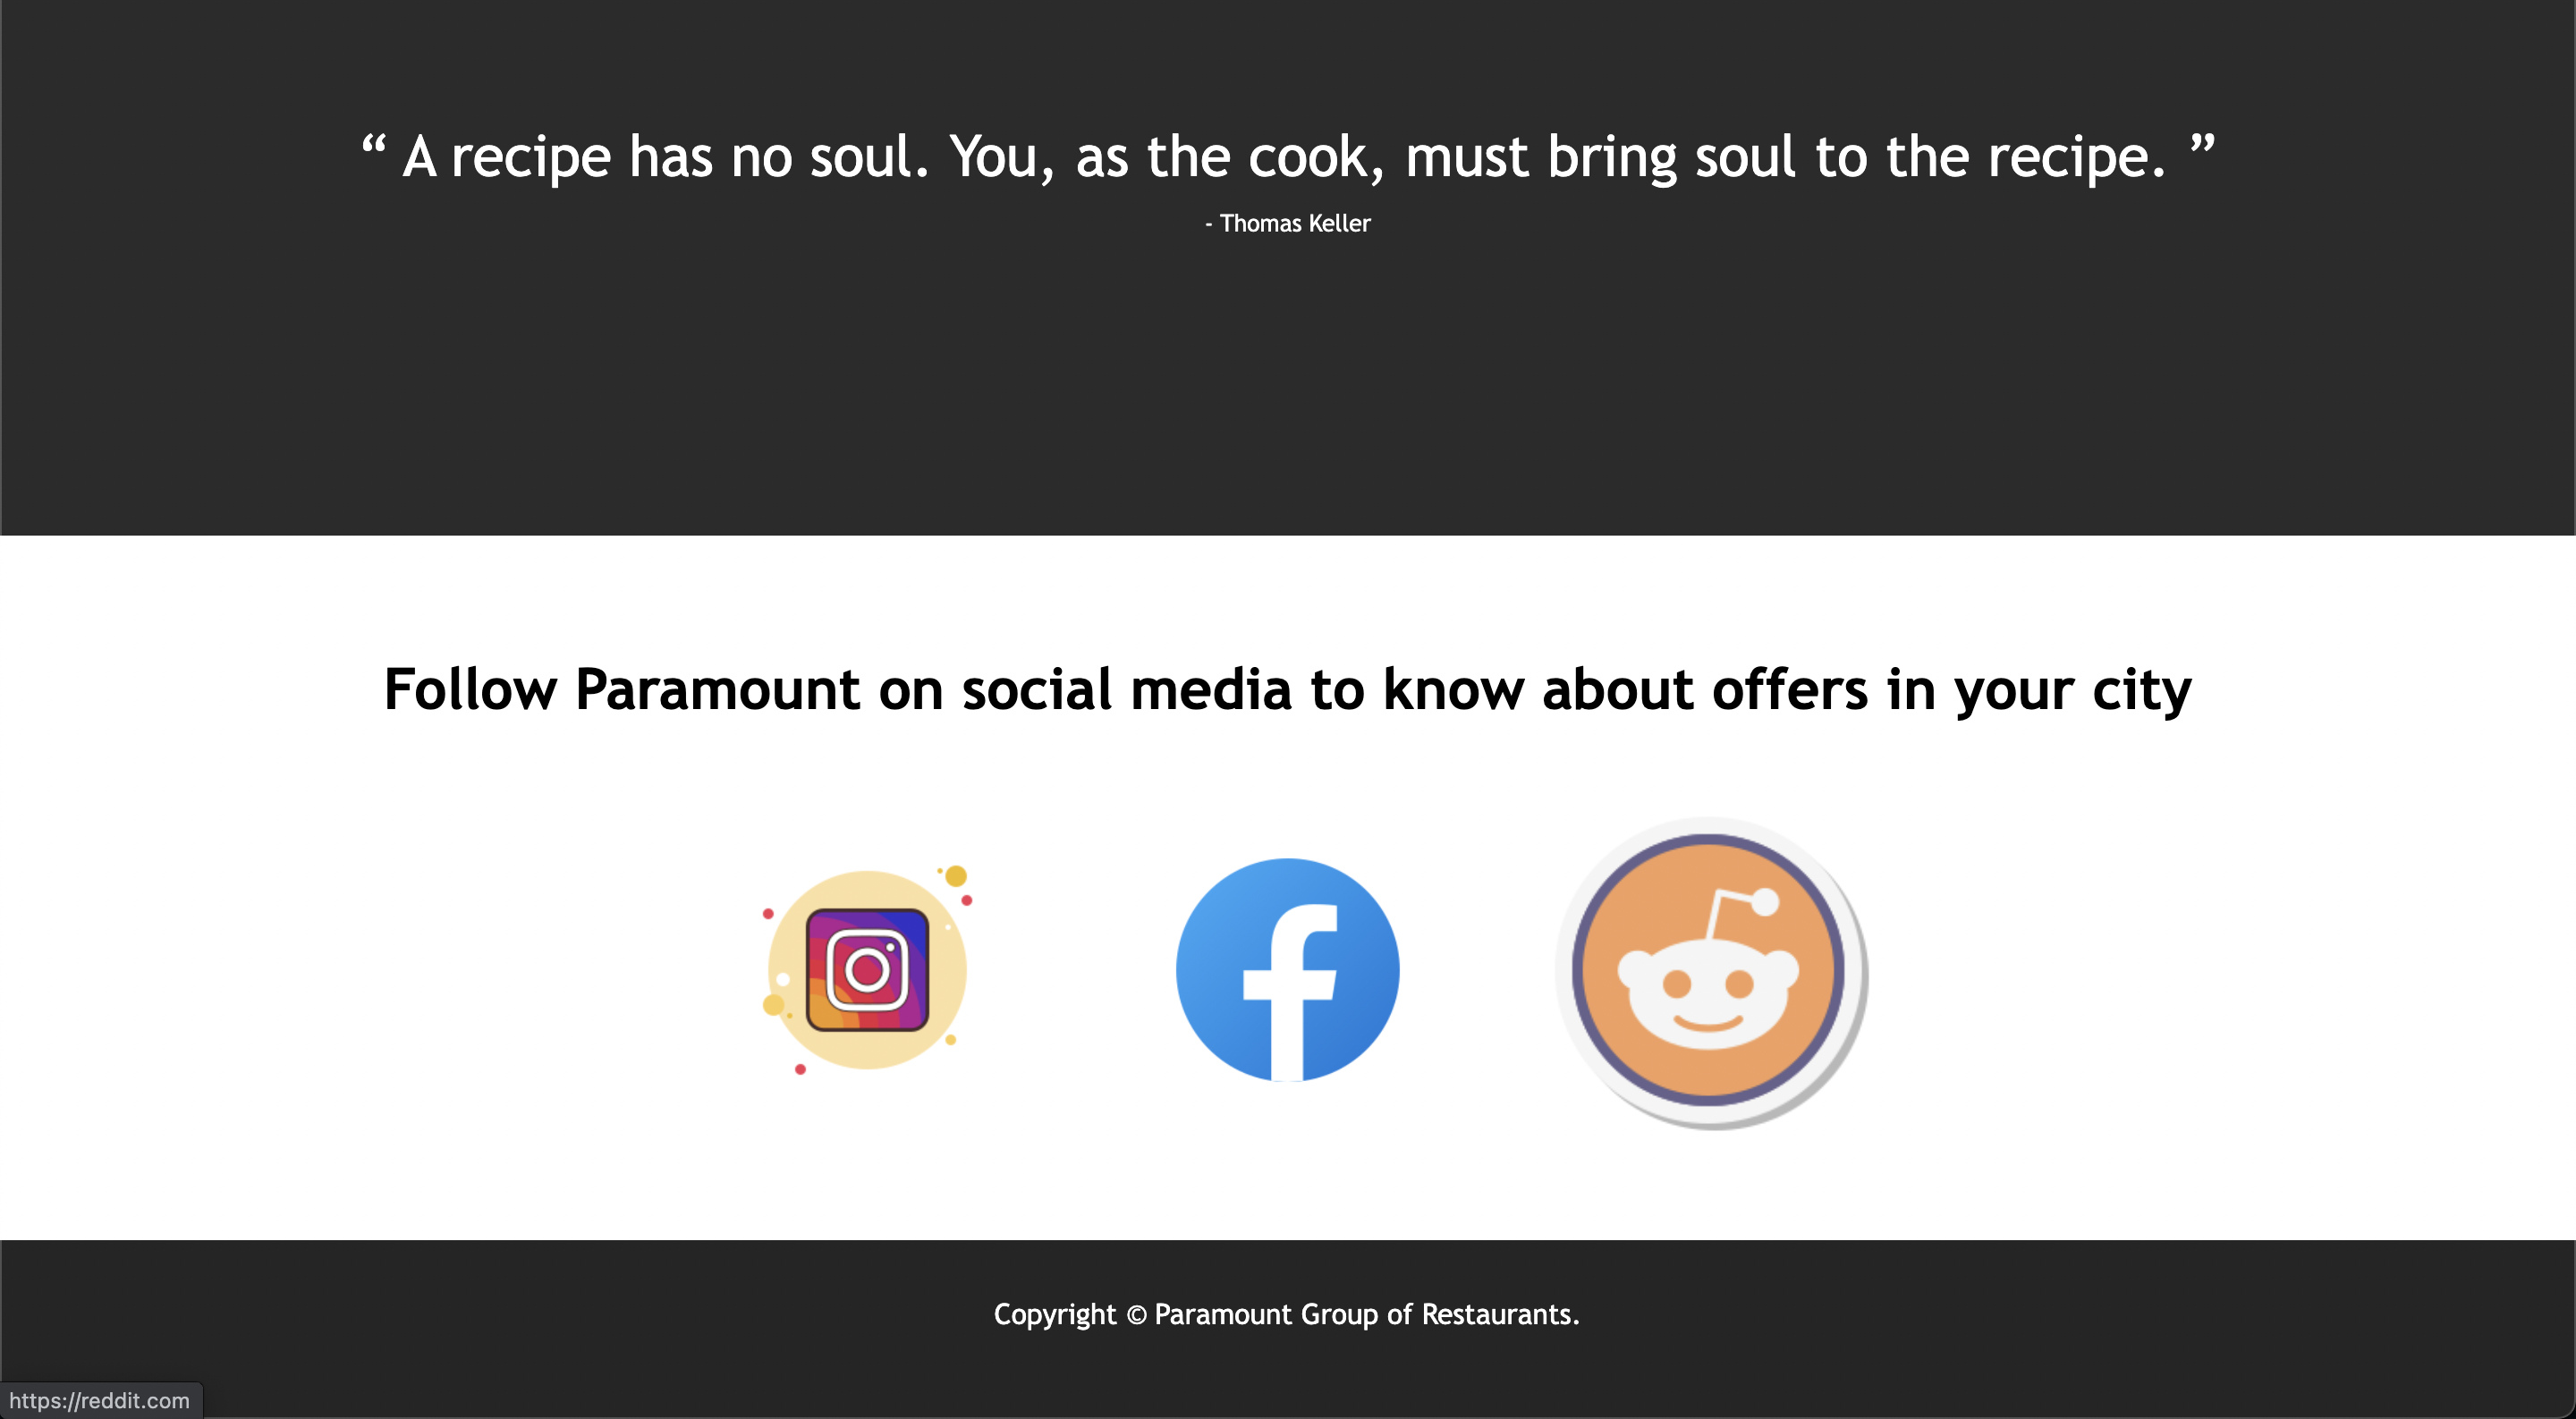 “ A recipe has no soul. You, as the cook, must bring soul to the recipe. ”
- Thomas Keller
Follow Paramount on social media to know about offers in your city
Copyright © Paramount Group of Restaurants.
https://reddit.com